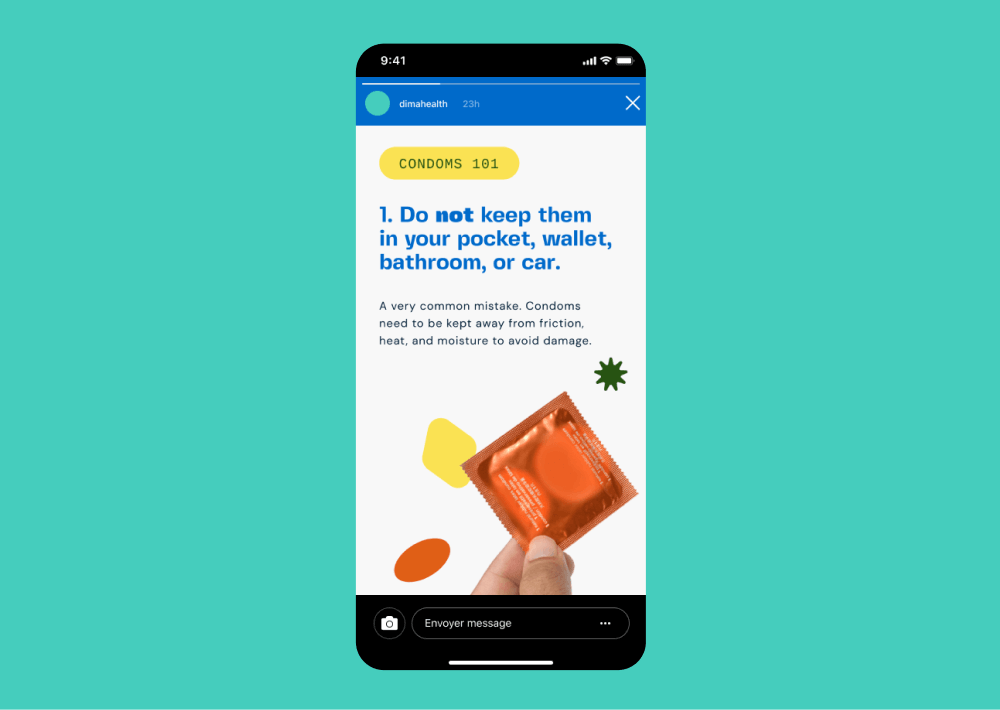 9:41
dimahealth 23h
CONDOMS 101
1. Do not keep them
in your pocket, wallet,
bathroom, or car.
A very common mistake. Condoms
need to be kept away from friction,
heat, and moisture to avoid damage.
Envoyer message